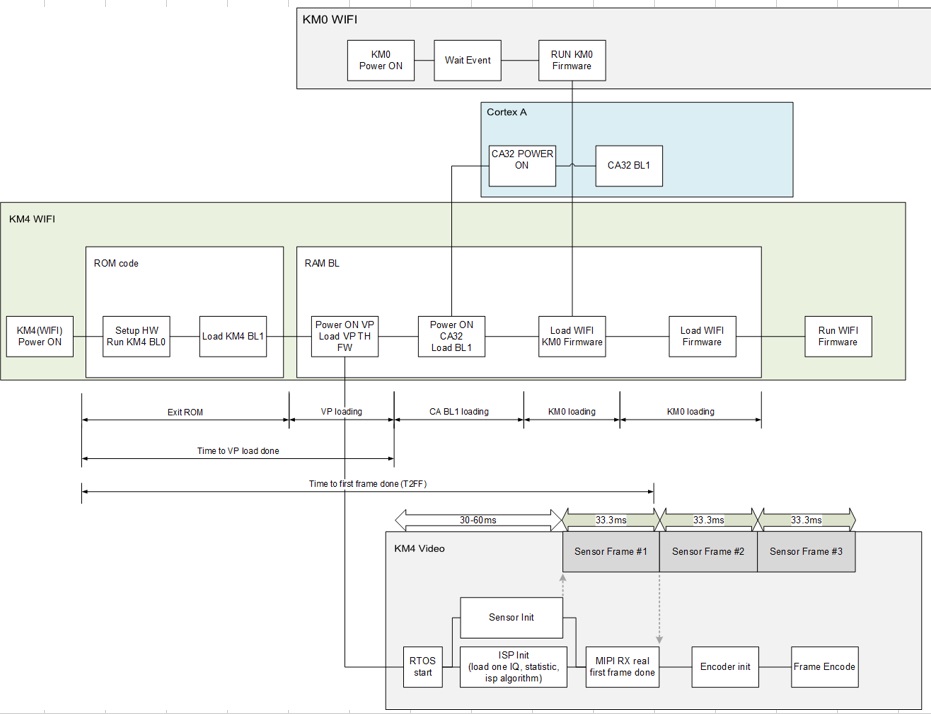 KM0 WIFI
KM0
Power ON
Wait Event
RUN KM0
Firmware
Cortex A
CA32 POWER
ON
CA32 BL1
KM4 WIFI
ROM code
RAM BL
KM4(WIFI)
Power ON
Setup HW
Run KM4 BL0
Load KM4 BL1
Power ON VP
Load VP TH
FW
Power ON
CA32
Load BL1
Load WIFI
KM0 Firmware
Load WIFI
Firmware
Run WIFI
Firmware
Exit ROM
VP loading
CA BL1 loading
KM0 loading
KM0 loading
Time to VP load done
Time to first frame done (T2FF)
30-60ms
33.3ms
33.3ms
33.3ms
KM4 Video
Sensor Frame #1
Sensor Frame #2
Sensor Frame #3
Sensor Init
RTOS
start
ISP Init
(load one IQ, statistic,
isp algorithm)
MIPI RX real
first frame done
Encoder init
Frame Encode